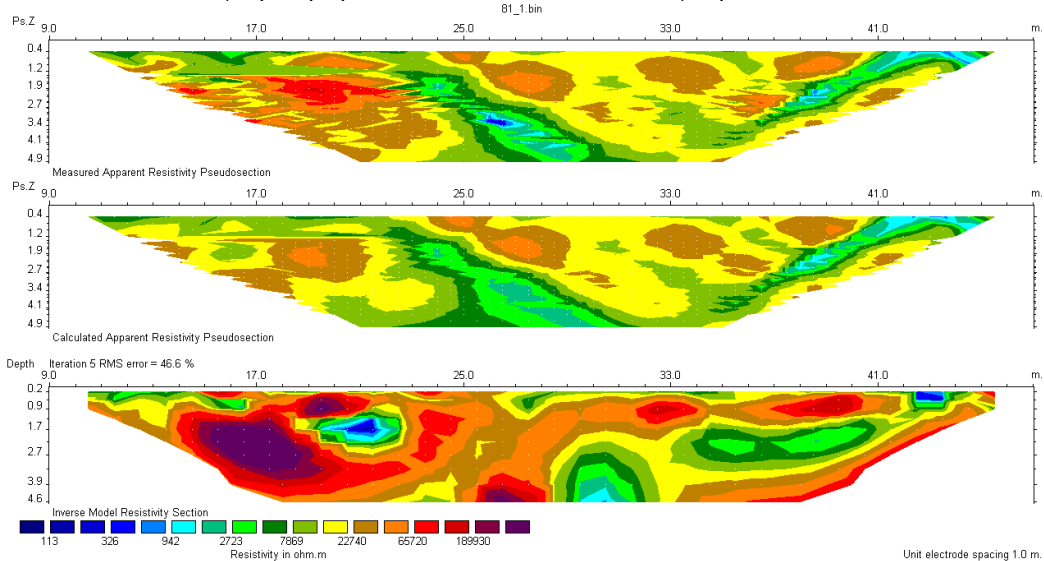 81_1.bin
Ps.Z 9.0 17.0 25.0 33.0 41.0 m.
0.4
1.2
1.9
2.7
3.4
4.1
4.9
Measured Apparent Resistivity Pseudosection
Ps.Z 9.0 17.0 25.0 33.0 41.0 m.
0.4
1.2
1.9
2.7
3.4
4.1
4.9
Calculated Apparent Resistivity Pseudosection
Depth Iteration 5 RMS error = 46.6 %
9.0 17.0 25.0 33.0 41.0 m.
0.2
0.9
1.7
2.7
3.9
4.6
Inverse Model Resistivity Section
113 326 942 2723 7869 22740 65720 189930
Resistivity in ohm.m
Unit electrode spacing 1.0 m.